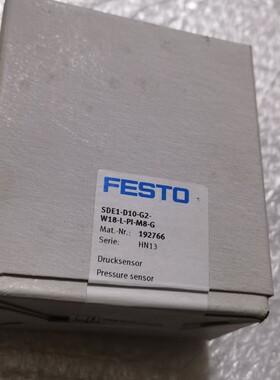 FESTO
SDE1-D10-G2-
W18-L-PI-M8-G
Mat.-Nr.: 192766
Serie: HN13
Drucksensor
Pressure sensor